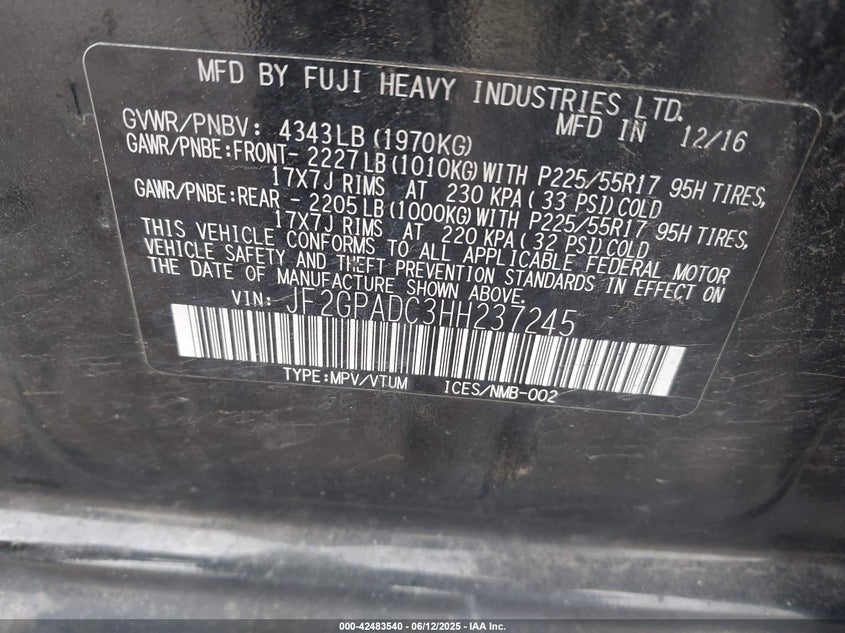 MFD BY FUJI HEAVY INDUSTRIES LTD.
MFD IN 12/16
GVWR/PNBV: 4343LB(1970KG)
GAWR/PNBE:FRONT- 2227LB(1010KG)WITH P225/55R17 95H TIRES,
17X7J RIMS AT 230 KPA( 33 PSI)COLD
GAWR/PNBE:REAR - 2205LB(1000KG)WITH P225/55R17 95H TIRES,
17X7J RIMS AT 220 KPA( 32 PSI)COLD
THIS VEHICLE CONFORMS TO ALL APPLICABLE FEDERAL MOTOR
VEHICLE SAFETY AND THEFT PREVENTION STANDARDS IN EFFECT ON
THE DATE OF MANUFACTURE SHOWN ABOVE.
VIN: JF2GPADC3HH237245
TYPE:MPV/VTUM ICES/NMB-002
000-42483540 - 06/12/2025 - IAA Inc.